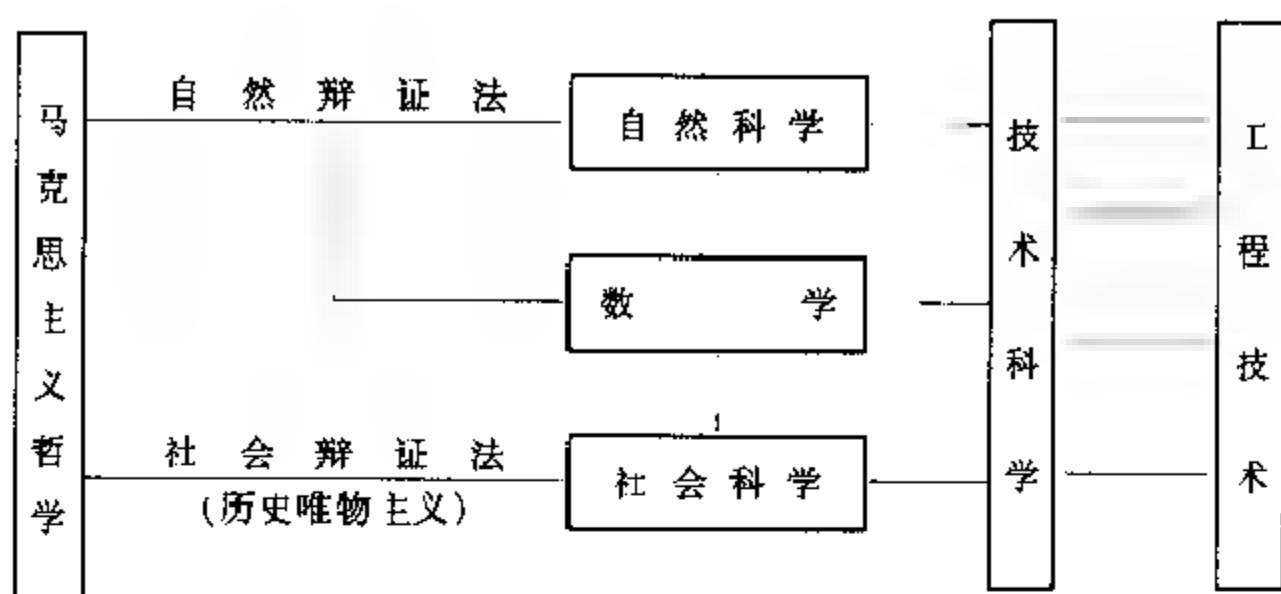 马克思主义哲学
自然辩证法
自然科学
数学
社会辩证法
(历史唯物主义)
社会科学
技术科学
工程技术